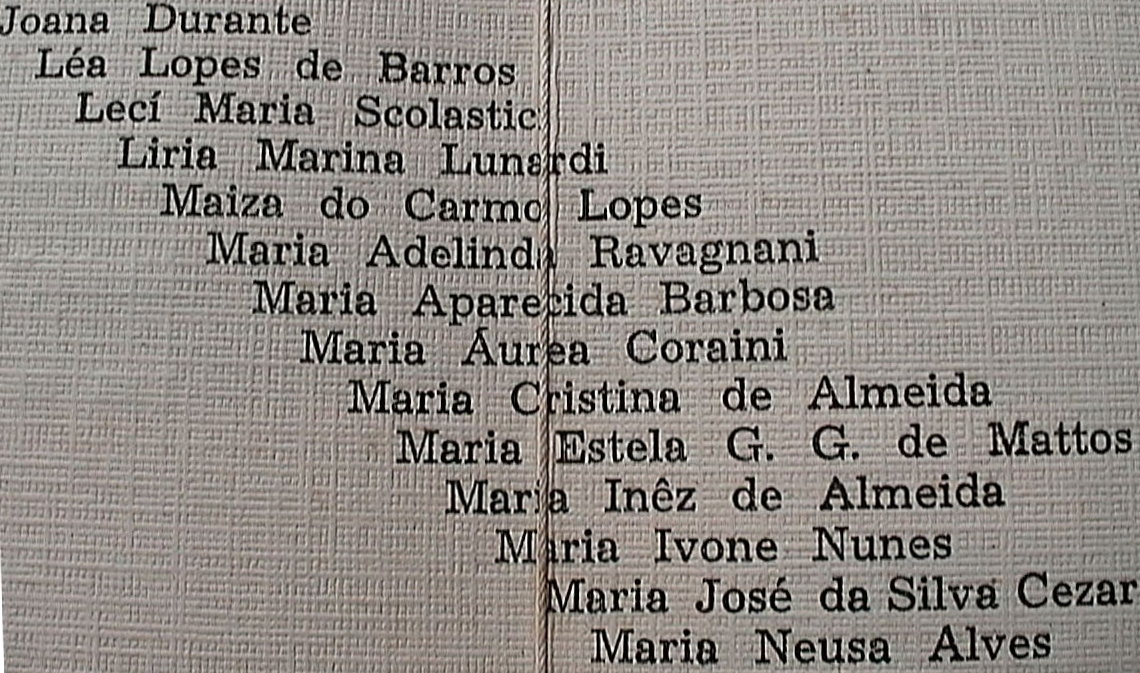 Joana Durante
Léa Lopes de Barros
Lecí Maria Scolastic
Liria Marina Lunardi
Maiza do Carmo Lopes
Maria Adelinda Ravagnani
Maria Aparecida Barbosa
Maria Áurea Coraini
Maria Cristina de Almeida
Maria Estela G. G. de Mattos
Maria Inêz de Almeida
Maria Ivone Nunes
Maria José da Silva Cezar
Maria Neusa Alves